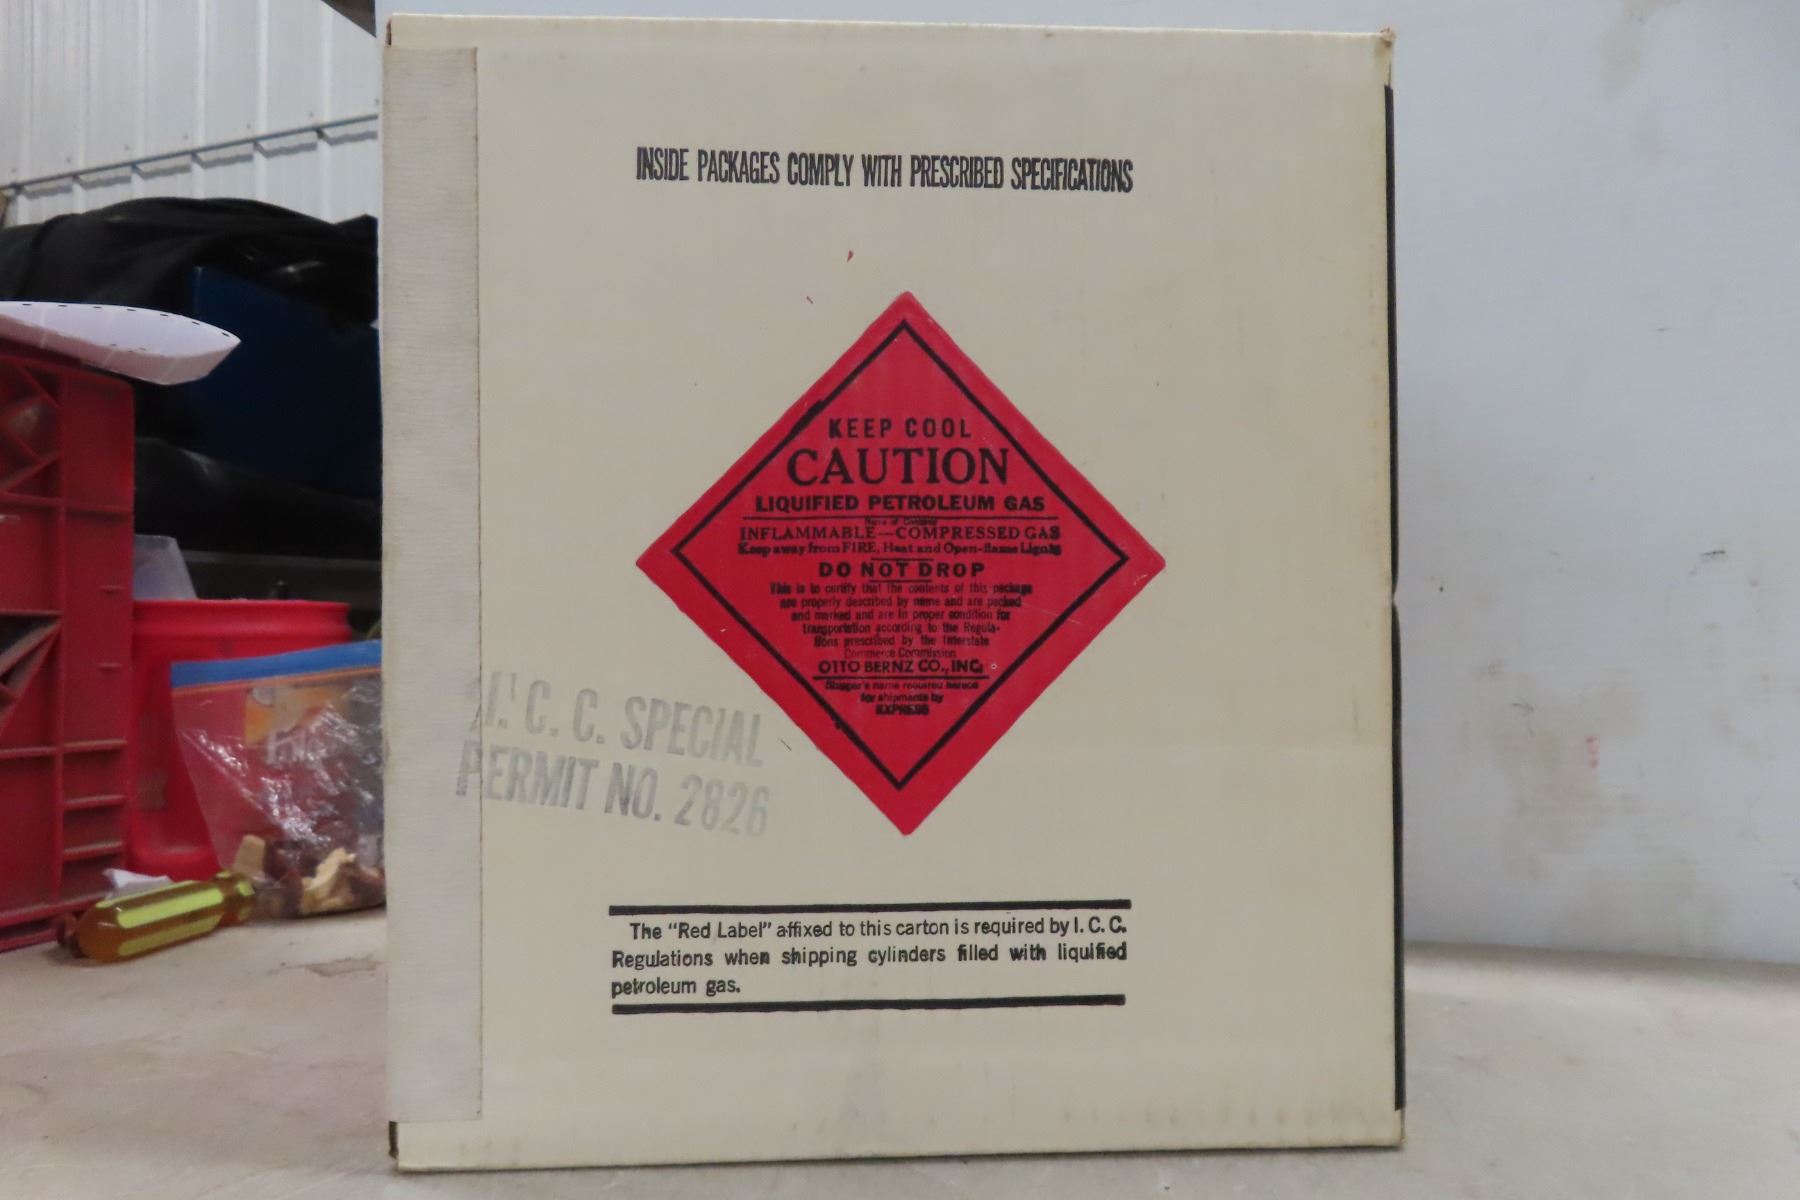 INSIDE PACKAGES COMPLY WITH PRESCRIBED SPECIFICATIONS
KEEP COOL
CAUTION
LIQUIFIED PETROLEUM GAS
Name of Contents
INFLAMMABLE—COMPRESSED GAS
Keep away from FIRE, Heat and Open-flame Lights
DO NOT DROP
This is to certify that the contents of this package
are properly described by name and are packed
and marked and are in proper condition for
transportation according to the Regula-
tions prescribed by the Interstate
Commerce Commission
OTTO BERNZ CO., INC.
Shipper's name required hereon
for shipments by
EXPRESS
I. C. C. SPECIAL
PERMIT NO. 2826
The "Red Label" affixed to this carton is required by I. C. C.
Regulations when shipping cylinders filled with liquified
petroleum gas.